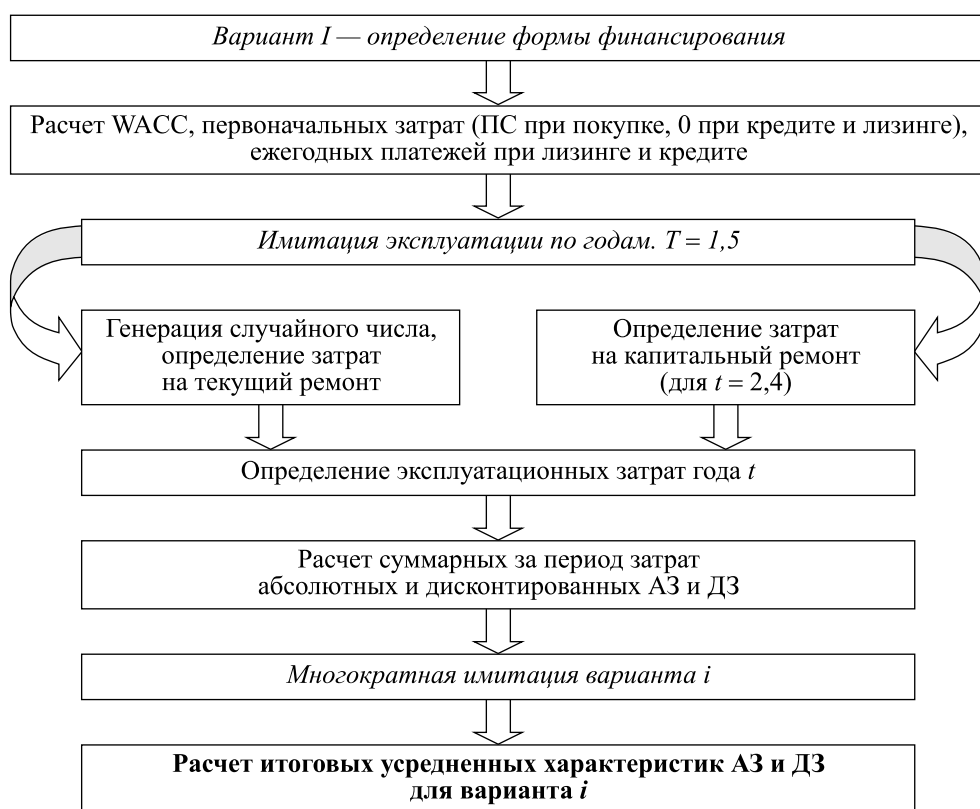 Вариант I — определение формы финансирования
Расчет WACC, первоначальных затрат (ПС при покупке, 0 при кредите и лизинге),
ежегодных платежей при лизинге и кредите
Имитация эксплуатации по годам. T = 1,5
Генерация случайного числа,
определение затрат
на текущий ремонт
Определение затрат
на капитальный ремонт
(для t = 2,4)
Определение эксплуатационных затрат года t
Расчет суммарных за период затрат
абсолютных и дисконтированных АЗ и ДЗ
Многократная имитация варианта i
Расчет итоговых усредненных характеристик АЗ и ДЗ
для варианта i